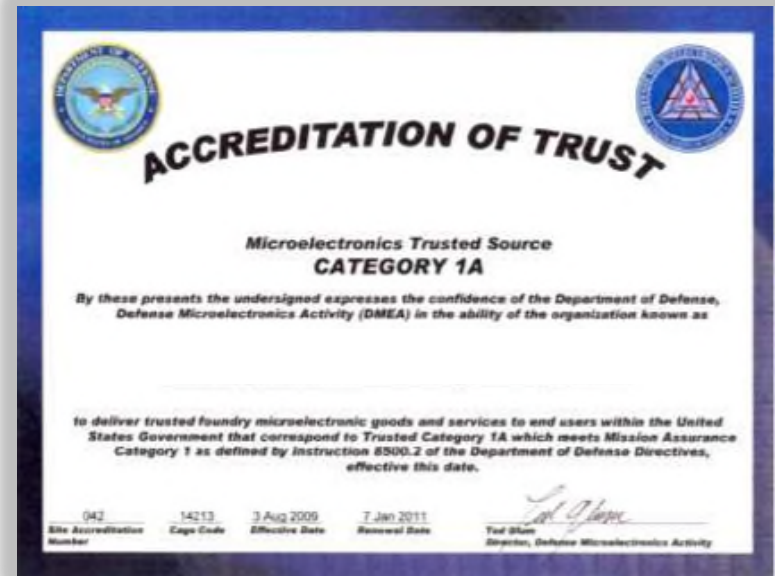 DEPARTMENT OF DEFENSE
ACCREDITATION OF TRUST
Microelectronics Trusted Source
CATEGORY 1A
By these presents the undersigned expresses the confidence of the Department of Defense,
Defense Microelectronics Activity (DMEA) in the ability of the organization known as
to deliver trusted foundry microelectronic goods and services to end users within the United
States Government that correspond to Trusted Category 1A which meets Mission Assurance
Category 1 as defined by Instruction 8500.2 of the Department of Defense Directives,
effective this date.
042 14213 3 Aug 2009 7 Jan 2011
Site Accreditation Number Cage Code Effective Date Renewal Date Ted Glum
Director, Defense Microelectronics Activity